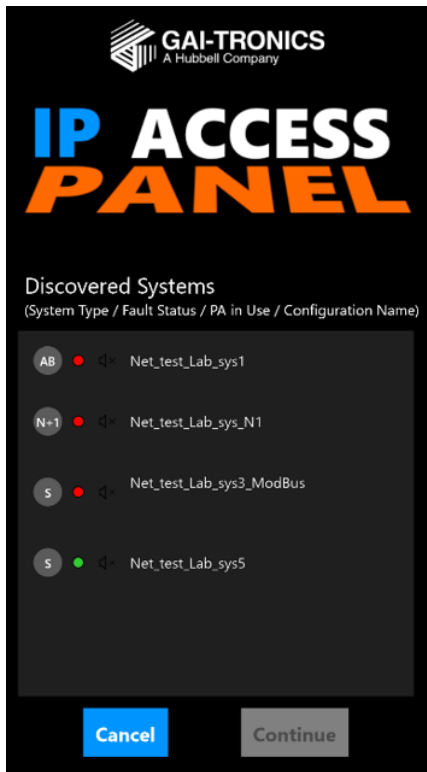 GAI-TRONICS
A Hubbell Company
IP ACCESS
PANEL
Discovered Systems
(System Type / Fault Status / PA in Use / Configuration Name)
AB Net_test_Lab_sys1
N+1 Net_test_Lab_sys_N1
S Net_test_Lab_sys3_ModBus
S Net_test_Lab_sys5
Cancel Continue